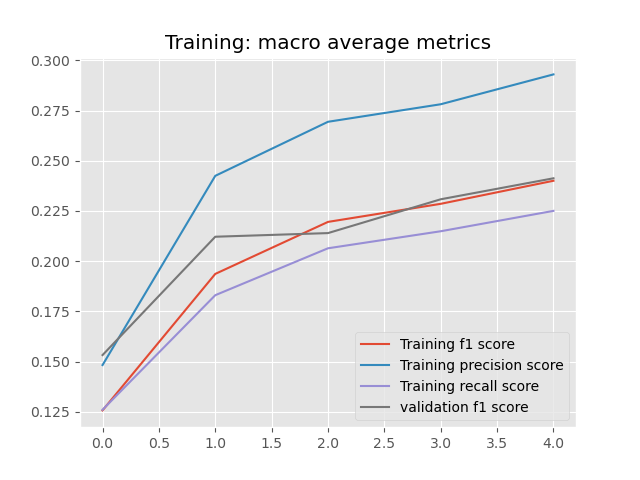 Training: macro average metrics
0.300
0.275
0.250
0.225
0.200
0.175
0.150
0.125
Training f1 score
Training precision score
Training recall score
validation f1 score
0.0 0.5 1.0 1.5 2.0 2.5 3.0 3.5 4.0